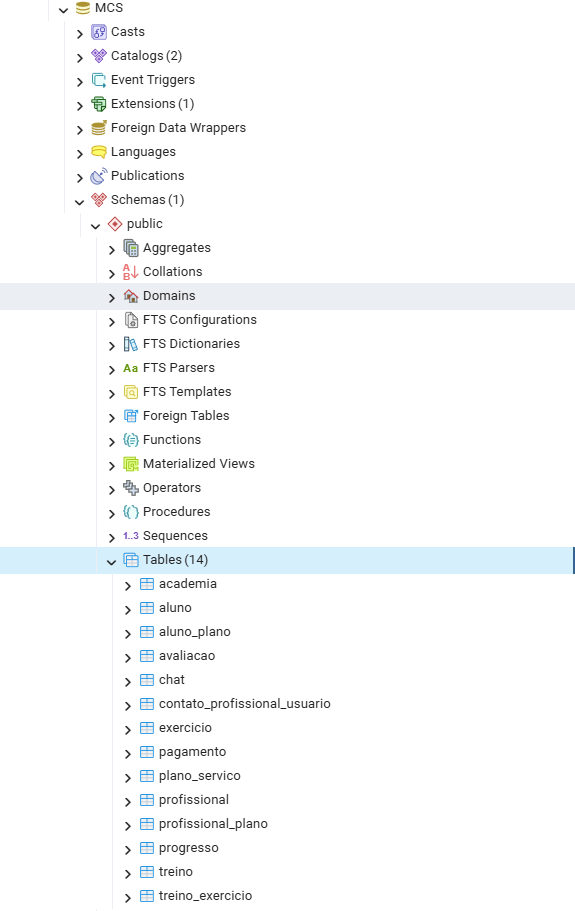 MCS
Casts
Catalogs (2)
Event Triggers
Extensions (1)
Foreign Data Wrappers
Languages
Publications
Schemas (1)
public
Aggregates
Collations
Domains
FTS Configurations
FTS Dictionaries
Aa FTS Parsers
FTS Templates
Foreign Tables
Functions
Materialized Views
Operators
Procedures
1..3 Sequences
Tables (14)
academia
aluno
aluno_plano
avaliacao
chat
contato_profissional_usuario
exercicio
pagamento
plano_servico
profissional
profissional_plano
progresso
treino
treino_exercicio